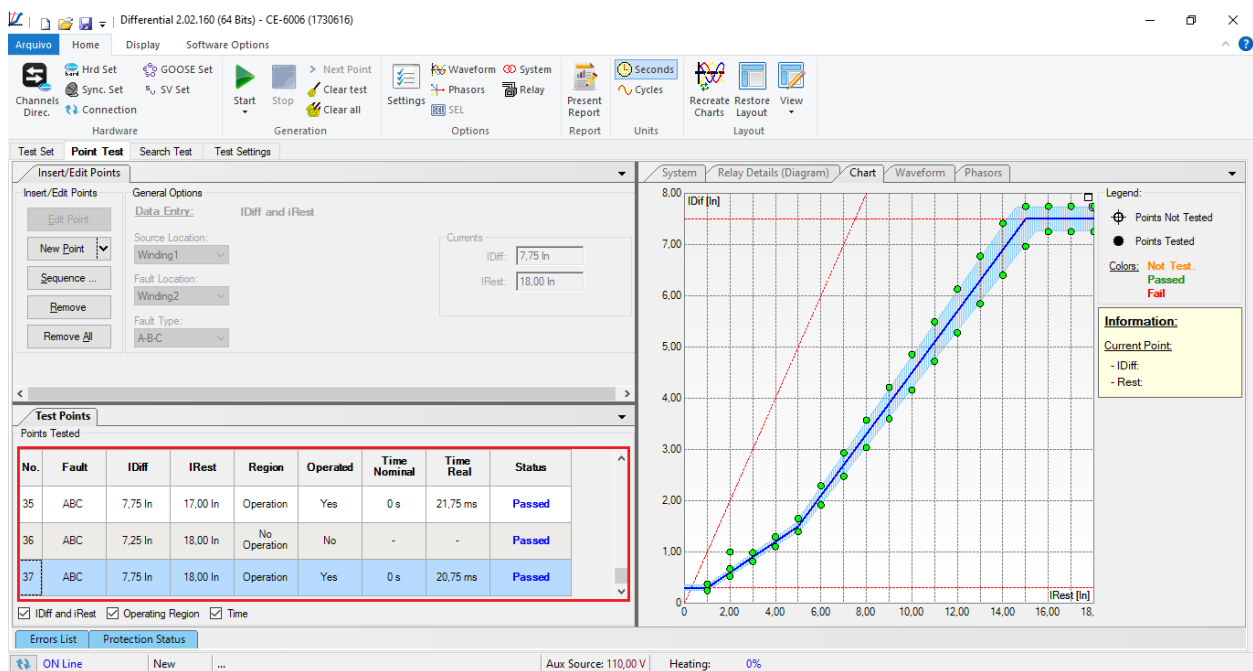 Differential 2.02.160 (64 Bits) - CE-6006 (1730616)
Arquivo Home Display Software Options
Hrd Set GOOSE Set Next Point Waveform System Seconds
Sync. Set SV Set Clear test Phasors Relay Cycles
Connection Clear all SEL
Channels Direc. Start Stop Settings Present Report Recreate Charts Restore Layout View
Hardware Generation Options Report Units Layout
Test Set Point Test Search Test Test Settings
Insert/Edit Points
Insert/Edit Points General Options
Edit Point Data Entry: IDiff and iRest
New Point Source Location:
Winding1
Sequence ... Fault Location:
Winding2
Remove Fault Type:
Remove All A-B-C
Currents
IDiff: 7,75 In
IRest: 18,00 In
Test Points
Points Tested
No. Fault IDiff IRest Region Operated Time Nominal Time Real Status
35 ABC 7,75 In 17,00 In Operation Yes 0 s 21,75 ms Passed
36 ABC 7,25 In 18,00 In No Operation No - - Passed
37 ABC 7,75 In 18,00 In Operation Yes 0 s 20,75 ms Passed
IDiff and iRest Operating Region Time
Errors List Protection Status
System Relay Details (Diagram) Chart Waveform Phasors
8,00 IDif [In]
7,00
6,00
5,00
4,00
3,00
2,00
1,00
0
IRest [In]
0 2,00 4,00 6,00 8,00 10,00 12,00 14,00 16,00 18,
Legend:
Points Not Tested
Points Tested
Colors: Not Test.
Passed
Fail
Information:
Current Point:
- IDiff:
- Rest:
ON Line New ... Aux Source: 110,00 V Heating: 0%